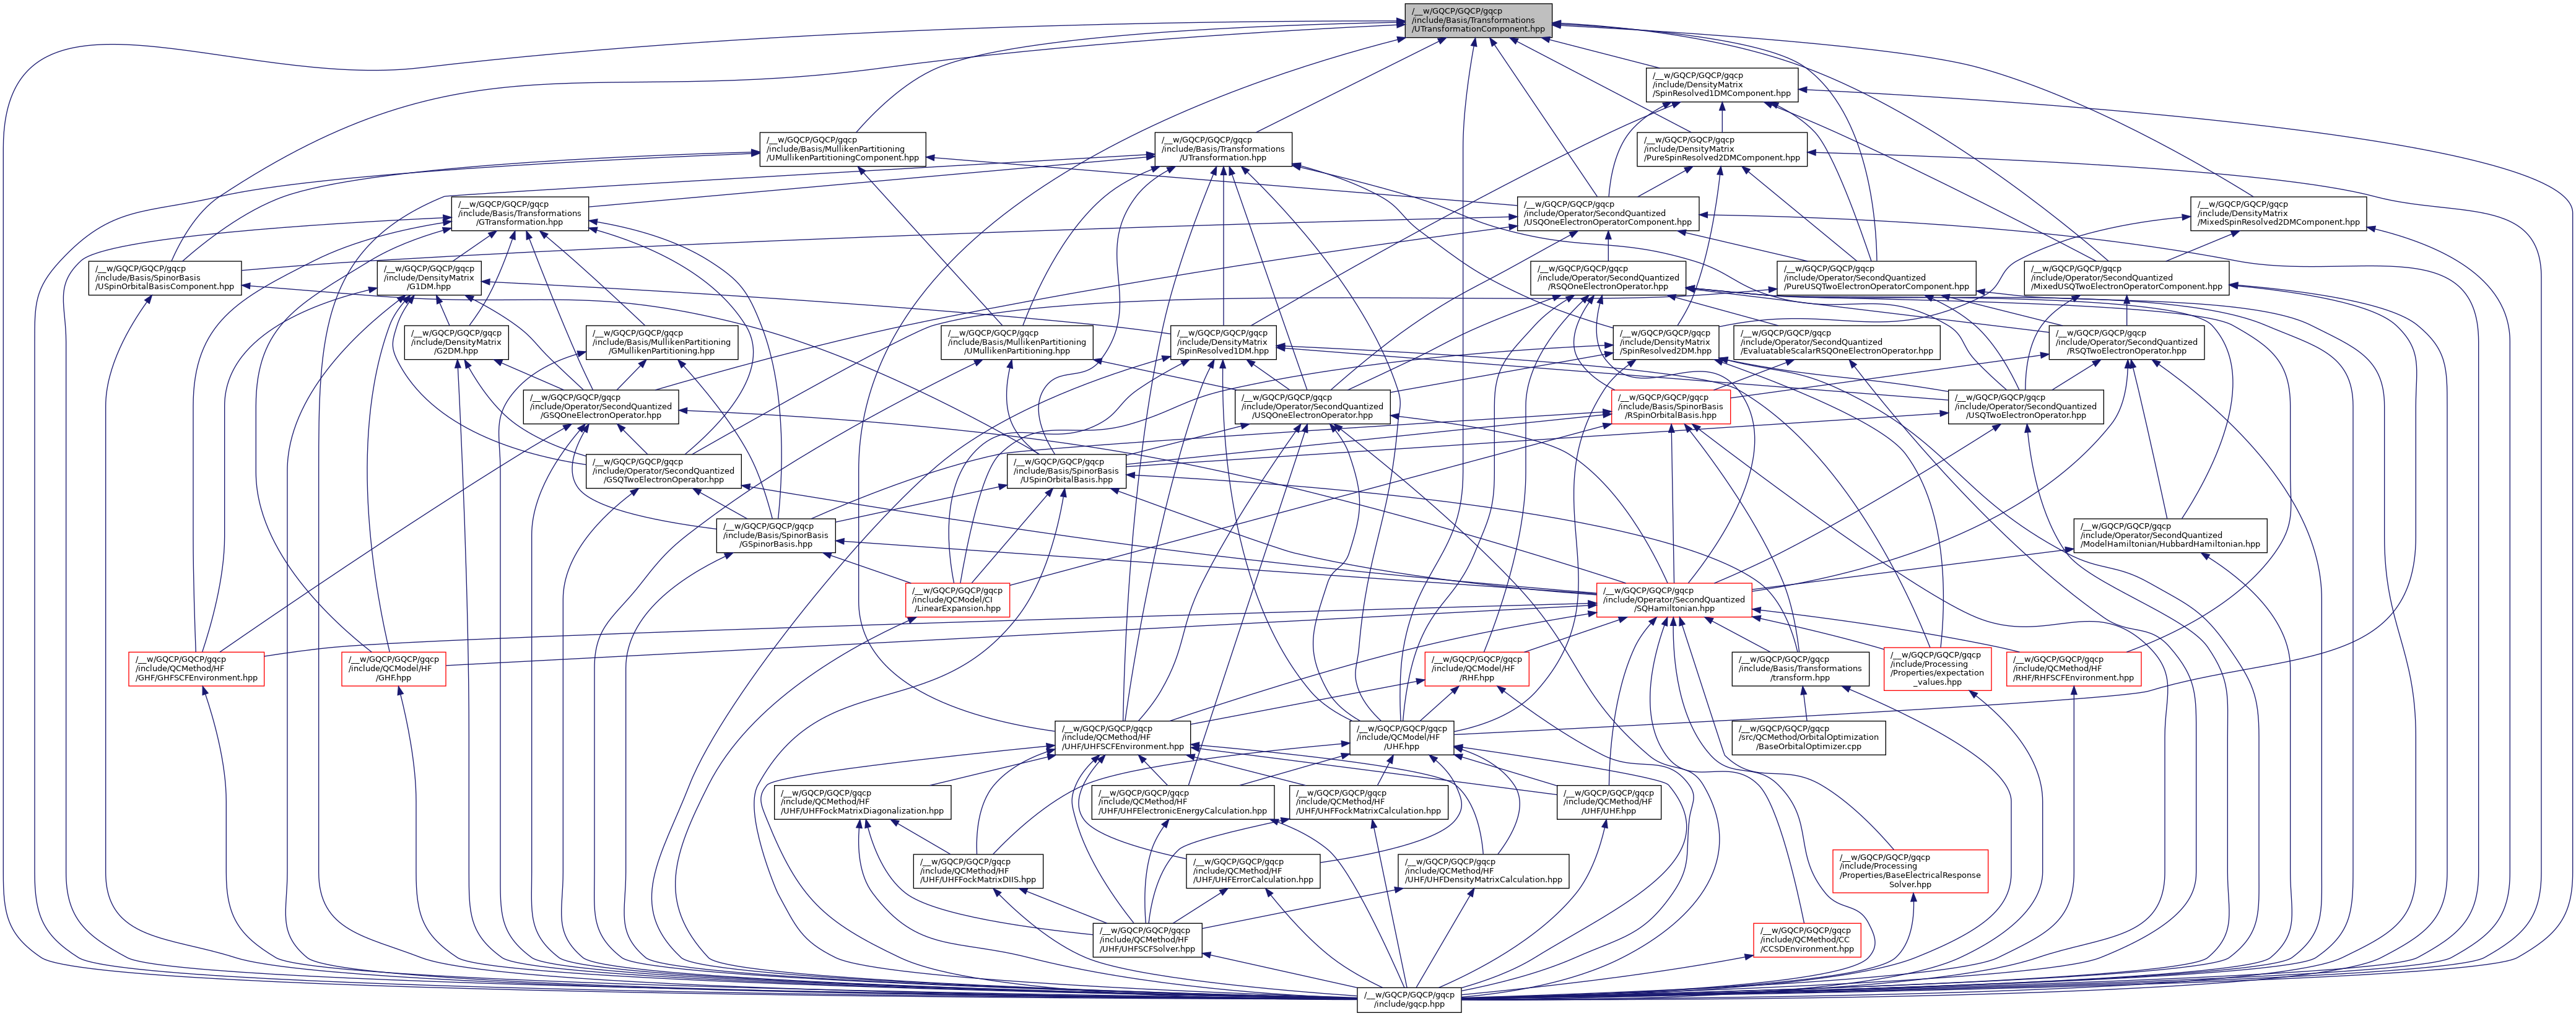 /__w/GQCP/GQCP/gqcp
/include/Basis/Transformations
/UTransformationComponent.hpp
/__w/GQCP/GQCP/gqcp
/include/DensityMatrix
/SpinResolved1DMComponent.hpp
/__w/GQCP/GQCP/gqcp
/include/Basis/MullikenPartitioning
/UMullikenPartitioningComponent.hpp
/__w/GQCP/GQCP/gqcp
/include/Basis/Transformations
/UTransformation.hpp
/__w/GQCP/GQCP/gqcp
/include/DensityMatrix
/PureSpinResolved2DMComponent.hpp
/__w/GQCP/GQCP/gqcp
/include/Basis/Transformations
/GTransformation.hpp
/__w/GQCP/GQCP/gqcp
/include/Operator/SecondQuantized
/USQOneElectronOperatorComponent.hpp
/__w/GQCP/GQCP/gqcp
/include/DensityMatrix
/MixedSpinResolved2DMComponent.hpp
/__w/GQCP/GQCP/gqcp
/include/Basis/SpinorBasis
/USpinOrbitalBasisComponent.hpp
/__w/GQCP/GQCP/gqcp
/include/DensityMatrix
/G1DM.hpp
/__w/GQCP/GQCP/gqcp
/include/Operator/SecondQuantized
/RSQOneElectronOperator.hpp
/__w/GQCP/GQCP/gqcp
/include/Operator/SecondQuantized
/PureUSQTwoElectronOperatorComponent.hpp
/__w/GQCP/GQCP/gqcp
/include/Operator/SecondQuantized
/MixedUSQTwoElectronOperatorComponent.hpp
/__w/GQCP/GQCP/gqcp
/include/DensityMatrix
/G2DM.hpp
/__w/GQCP/GQCP/gqcp
/include/Basis/MullikenPartitioning
/GMullikenPartitioning.hpp
/__w/GQCP/GQCP/gqcp
/include/Basis/MullikenPartitioning
/UMullikenPartitioning.hpp
/__w/GQCP/GQCP/gqcp
/include/DensityMatrix
/SpinResolved1DM.hpp
/__w/GQCP/GQCP/gqcp
/include/DensityMatrix
/SpinResolved2DM.hpp
/__w/GQCP/GQCP/gqcp
/include/Operator/SecondQuantized
/EvaluatableScalarRSQOneElectronOperator.hpp
/__w/GQCP/GQCP/gqcp
/include/Operator/SecondQuantized
/RSQTwoElectronOperator.hpp
/__w/GQCP/GQCP/gqcp
/include/Operator/SecondQuantized
/GSQOneElectronOperator.hpp
/__w/GQCP/GQCP/gqcp
/include/Operator/SecondQuantized
/USQOneElectronOperator.hpp
/__w/GQCP/GQCP/gqcp
/include/Basis/SpinorBasis
/RSpinOrbitalBasis.hpp
/__w/GQCP/GQCP/gqcp
/include/Operator/SecondQuantized
/USQTwoElectronOperator.hpp
/__w/GQCP/GQCP/gqcp
/include/Operator/SecondQuantized
/GSQTwoElectronOperator.hpp
/__w/GQCP/GQCP/gqcp
/include/Basis/SpinorBasis
/USpinOrbitalBasis.hpp
/__w/GQCP/GQCP/gqcp
/include/Basis/SpinorBasis
/GSpinorBasis.hpp
/__w/GQCP/GQCP/gqcp
/include/Operator/SecondQuantized
/ModelHamiltonian/HubbardHamiltonian.hpp
/__w/GQCP/GQCP/gqcp
/include/QCModel/CI
/LinearExpansion.hpp
/__w/GQCP/GQCP/gqcp
/include/Operator/SecondQuantized
/SQHamiltonian.hpp
/__w/GQCP/GQCP/gqcp
/include/QCMethod/HF
/GHF/GHFSCFEnvironment.hpp
/__w/GQCP/GQCP/gqcp
/include/QCModel/HF
/GHF.hpp
/__w/GQCP/GQCP/gqcp
/include/QCModel/HF
/RHF.hpp
/__w/GQCP/GQCP/gqcp
/include/Basis/Transformations
/transform.hpp
/__w/GQCP/GQCP/gqcp
/include/Processing
/Properties/expectation
_values.hpp
/__w/GQCP/GQCP/gqcp
/include/QCMethod/HF
/RHF/RHFSCFEnvironment.hpp
/__w/GQCP/GQCP/gqcp
/include/QCMethod/HF
/UHF/UHFSCFEnvironment.hpp
/__w/GQCP/GQCP/gqcp
/include/QCModel/HF
/UHF.hpp
/__w/GQCP/GQCP/gqcp
/src/QCMethod/OrbitalOptimization
/BaseOrbitalOptimizer.cpp
/__w/GQCP/GQCP/gqcp
/include/QCMethod/HF
/UHF/UHFFockMatrixDiagonalization.hpp
/__w/GQCP/GQCP/gqcp
/include/QCMethod/HF
/UHF/UHFElectronicEnergyCalculation.hpp
/__w/GQCP/GQCP/gqcp
/include/QCMethod/HF
/UHF/UHFFockMatrixCalculation.hpp
/__w/GQCP/GQCP/gqcp
/include/QCMethod/HF
/UHF/UHF.hpp
/__w/GQCP/GQCP/gqcp
/include/QCMethod/HF
/UHF/UHFFockMatrixDIIS.hpp
/__w/GQCP/GQCP/gqcp
/include/QCMethod/HF
/UHF/UHFErrorCalculation.hpp
/__w/GQCP/GQCP/gqcp
/include/QCMethod/HF
/UHF/UHFDensityMatrixCalculation.hpp
/__w/GQCP/GQCP/gqcp
/include/Processing
/Properties/BaseElectricalResponse
Solver.hpp
/__w/GQCP/GQCP/gqcp
/include/QCMethod/HF
/UHF/UHFSCFSolver.hpp
/__w/GQCP/GQCP/gqcp
/include/QCMethod/CC
/CCSDEnvironment.hpp
/__w/GQCP/GQCP/gqcp
/include/gqcp.hpp